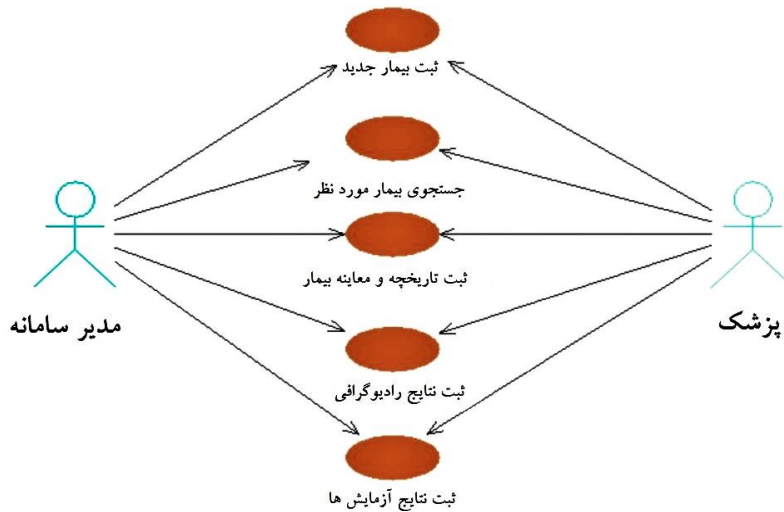 ثبت بیمار جدید
جستجوی بیمار مورد نظر
ثبت تاریخچه و معاینه بیمار
پزشک
مدیر سامانه
ثبت نتایج رادیوگرافی
ثبت نتایج آزمایش ها